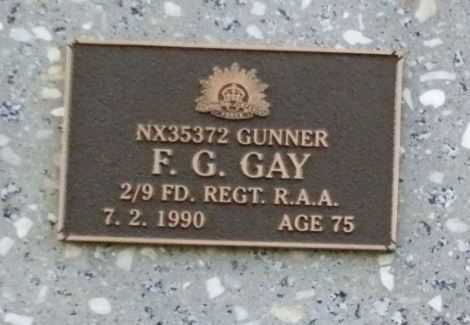 NX35372 GUNNER
F. G. GAY
2/9 FD. REGT. R.A.A.
7. 2. 1990 AGE 75